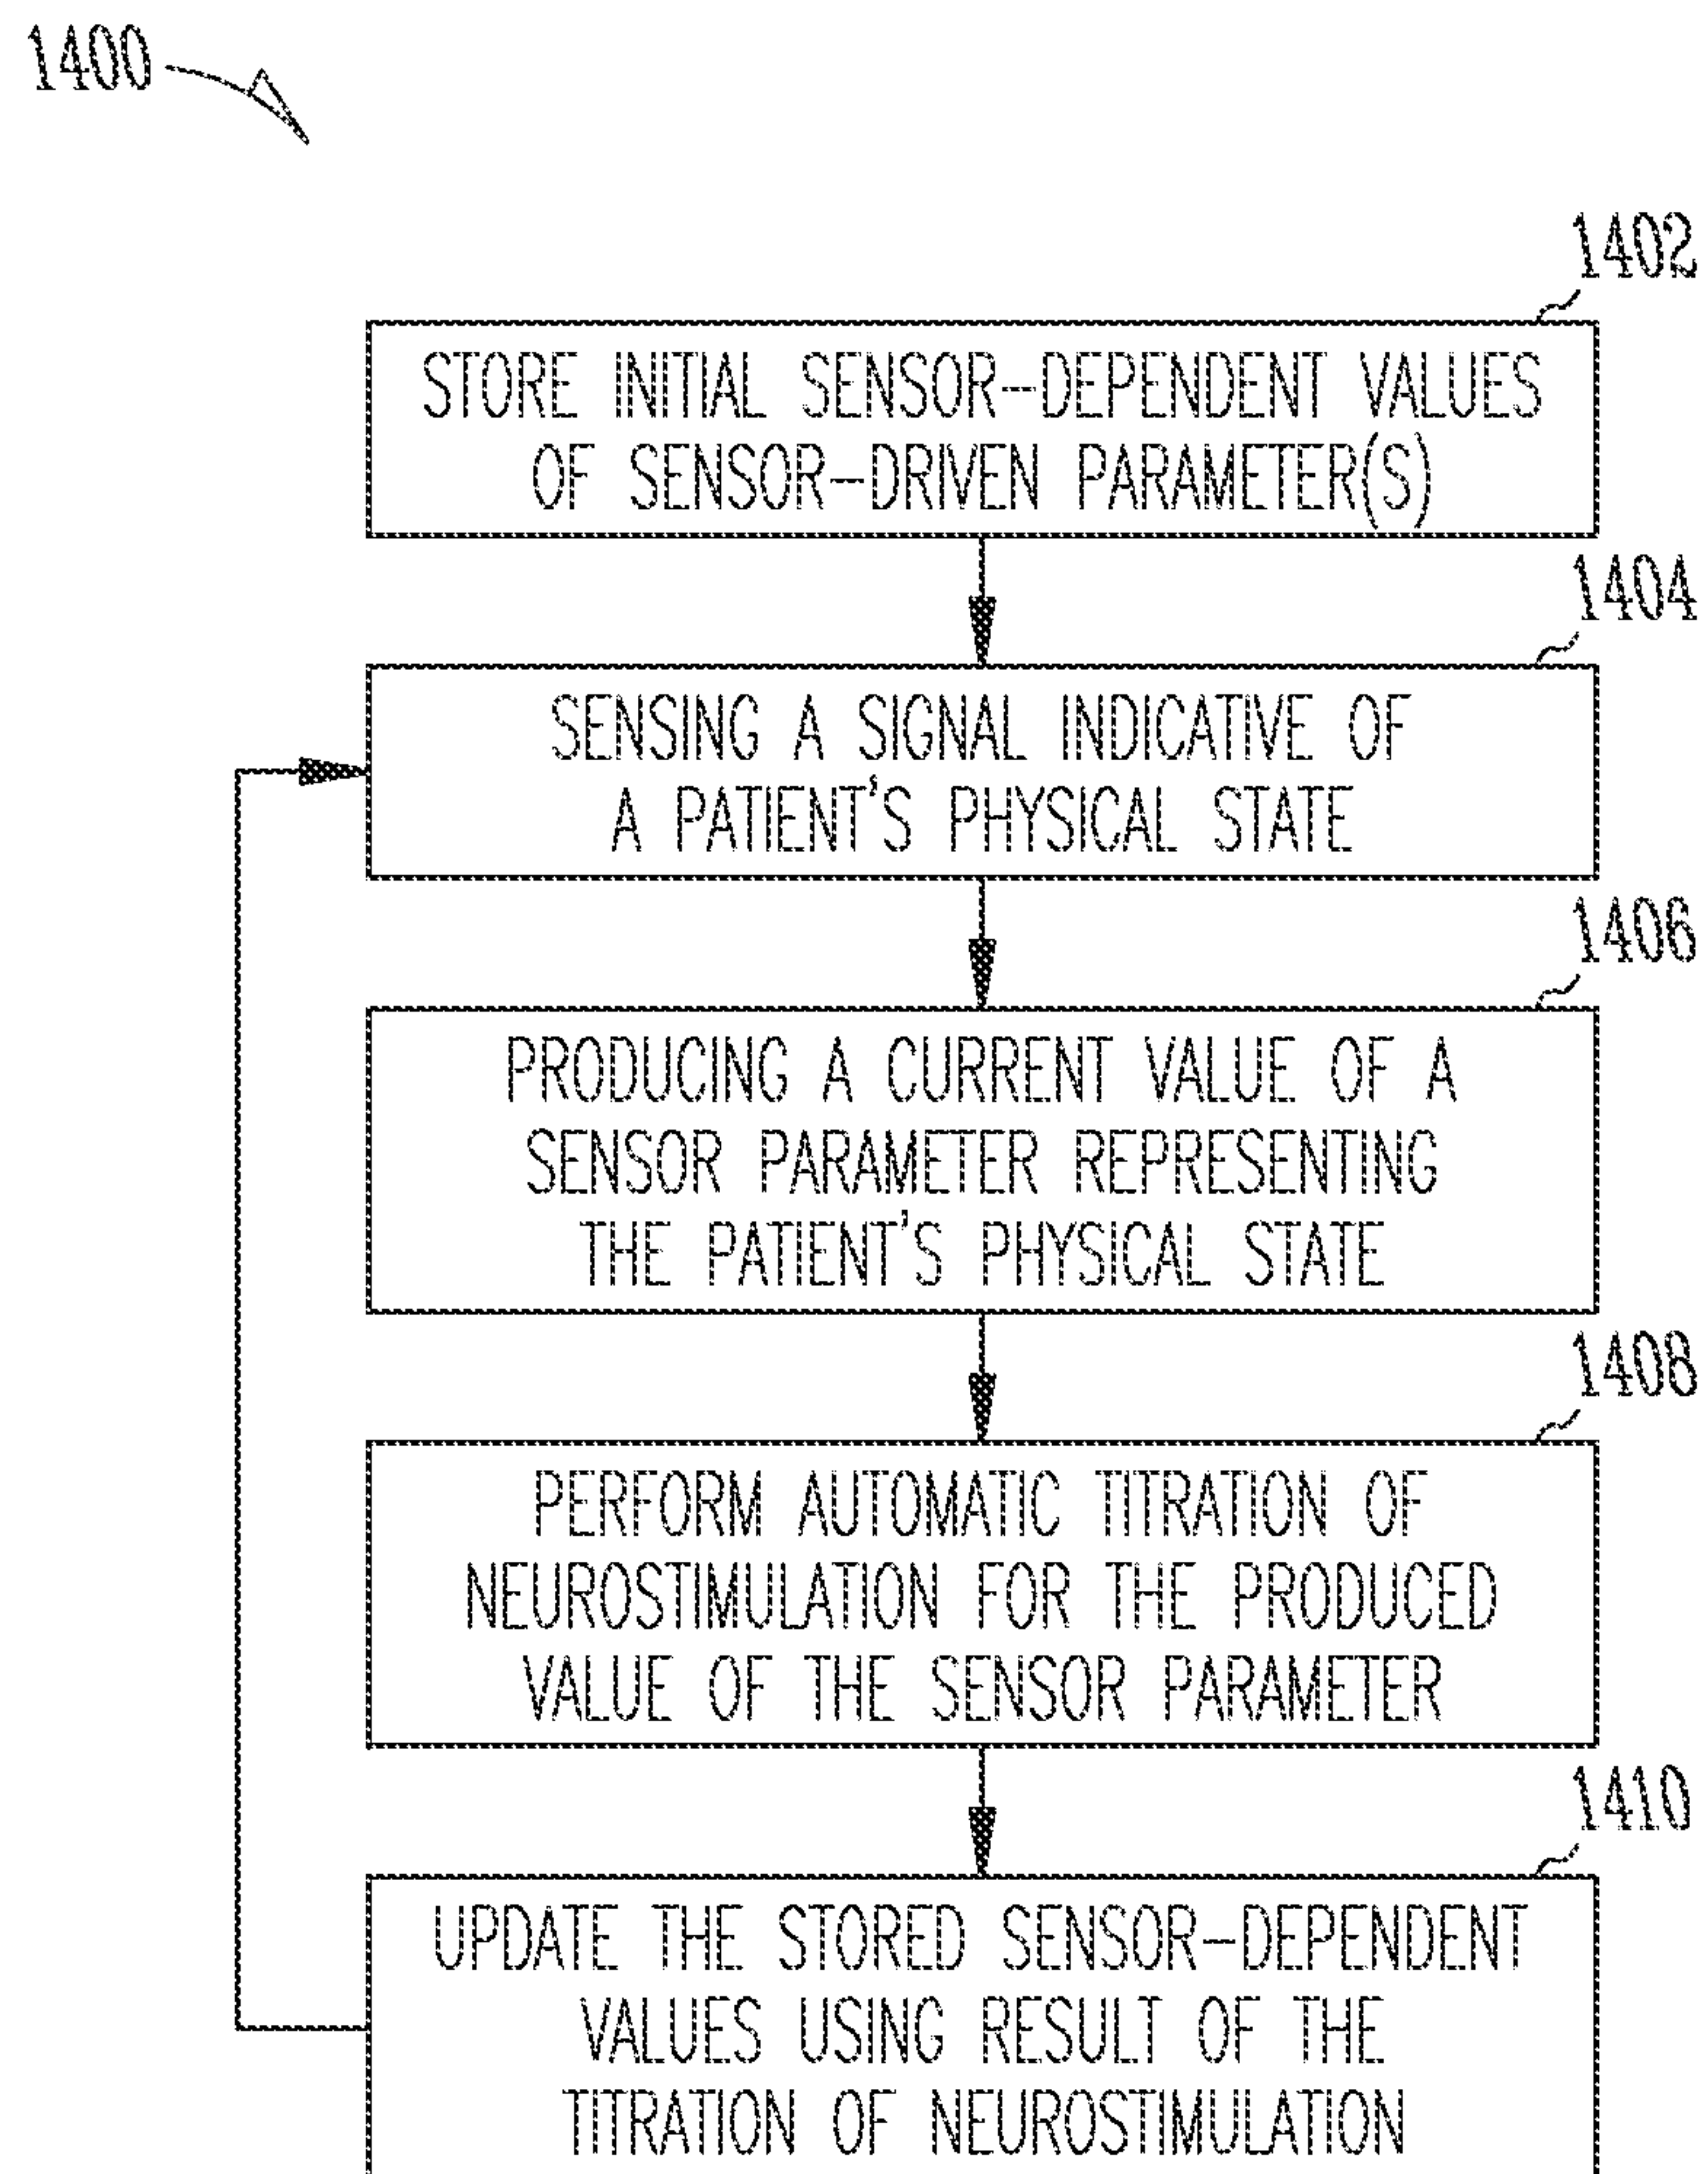 1400
1402
STORE INITIAL SENSOR-DEPENDENT VALUES
OF SENSOR-DRIVEN PARAMETER(S)
1404
SENSING A SIGNAL INDICATIVE OF
A PATIENT'S PHYSICAL STATE
1406
PRODUCING A CURRENT VALUE OF A
SENSOR PARAMETER REPRESENTING
THE PATIENT'S PHYSICAL STATE
1408
PERFORM AUTOMATIC TITRATION OF
NEUROSTIMULATION FOR THE PRODUCED
VALUE OF THE SENSOR PARAMETER
1410
UPDATE THE STORED SENSOR-DEPENDENT
VALUES USING RESULT OF THE
TITRATION OF NEUROSTIMULATION